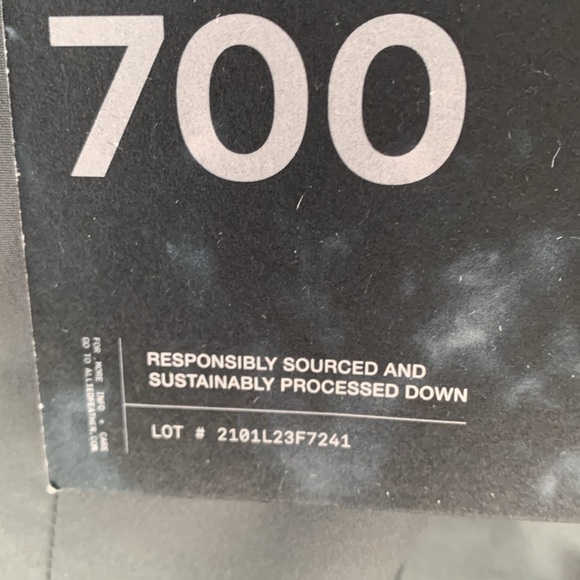 700
RESPONSIBLY SOURCED AND
SUSTAINABLY PROCESSED DOWN
LOT # 2101L23F7241
FOR MORE INFO + CARE
GO TO ALLIEDFEATHER.COM